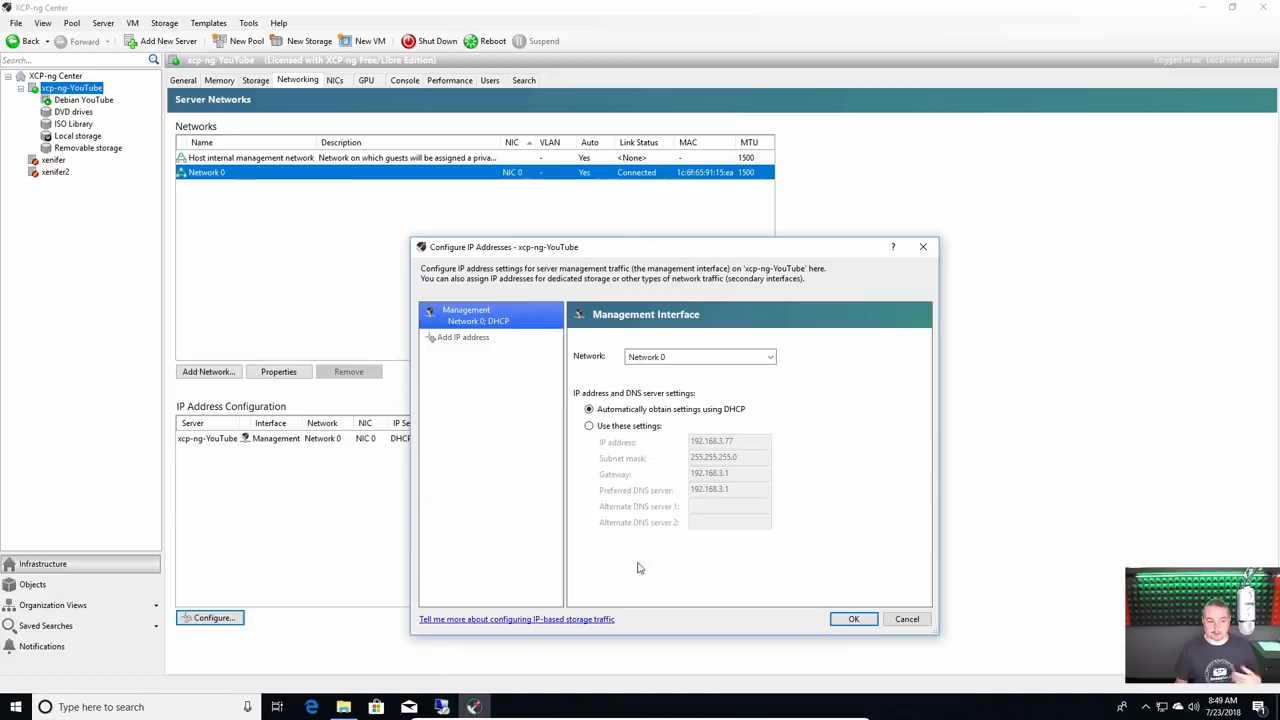 XCP-ng Center
File View Pool Server VM Storage Templates Tools Help
Back Forward Add New Server New Pool New Storage New VM Shut Down Reboot Suspend
Search...
XCP-ng Center
xcp-ng-YouTube
Debian YouTube
DVD drives
ISO Library
Local storage
Removable storage
xenifer
xenifer2
Infrastructure
Objects
Organization Views
Saved Searches
Notifications
xcp-ng-YouTube (Licensed with XCP-ng Free/Libre Edition) Logged in as: Local root account
General Memory Storage Networking NICs GPU Console Performance Users Search
Server Networks
Networks
Name Description NIC VLAN Auto Link Status MAC MTU
Host internal management network Network on which guests will be assigned a priva... - Yes <None> - 1500
Network 0 NIC 0 - Yes Connected 1c:6f:65:91:15:ea 1500
Add Network... Properties Remove
IP Address Configuration
Server Interface Network NIC IP Se
xcp-ng-YouTube Management Network 0 NIC 0 DHCP
Configure...
Configure IP Addresses - xcp-ng-YouTube ?
Configure IP address settings for server management traffic (the management interface) on 'xcp-ng-YouTube' here.
You can also assign IP addresses for dedicated storage or other types of network traffic (secondary interfaces).
Management
Network 0; DHCP
Add IP address
Management Interface
Network: Network 0
IP address and DNS server settings:
Automatically obtain settings using DHCP
Use these settings:
IP address: 192.168.3.77
Subnet mask: 255.255.255.0
Gateway: 192.168.3.1
Preferred DNS server: 192.168.3.1
Alternate DNS server 1:
Alternate DNS server 2:
Tell me more about configuring IP-based storage traffic
OK Cancel
Type here to search
8:49 AM
7/23/2018
1